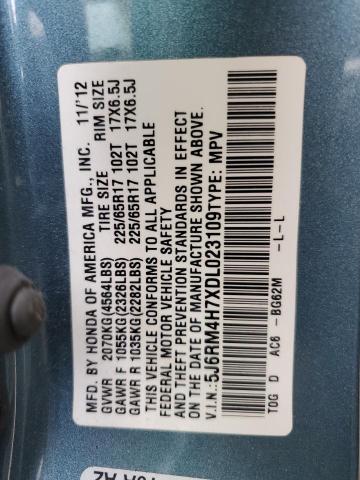 MFD. BY HONDA OF AMERICA MFG., INC. 11/'12
TIRE SIZE RIM SIZE
GVWR 2070KG(4564LBS)
GAWR F 1055KG(2326LBS) 225/65R17 102T 17X6.5J
GAWR R 1035KG(2282LBS) 225/65R17 102T 17X6.5J
THIS VEHICLE CONFORMS TO ALL APPLICABLE
FEDERAL MOTOR VEHICLE SAFETY
AND THEFT PREVENTION STANDARDS IN EFFECT
ON THE DATE OF MANUFACTURE SHOWN ABOVE.
V.I.N.: 5J6RM4H7XDL023109 TYPE: MPV
TOG D AC6 -BG62M -L-L